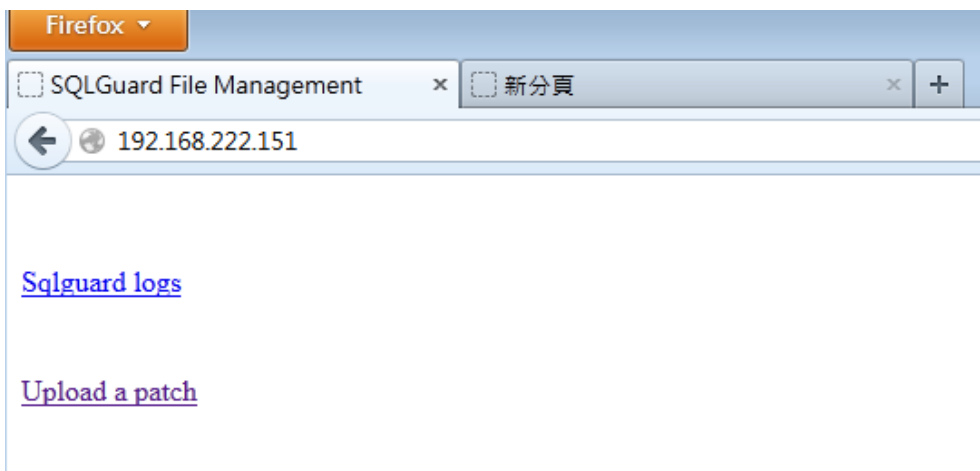 Firefox
SQLGuard File Management
新分頁
192.168.222.151
Sqlguard logs
Upload a patch